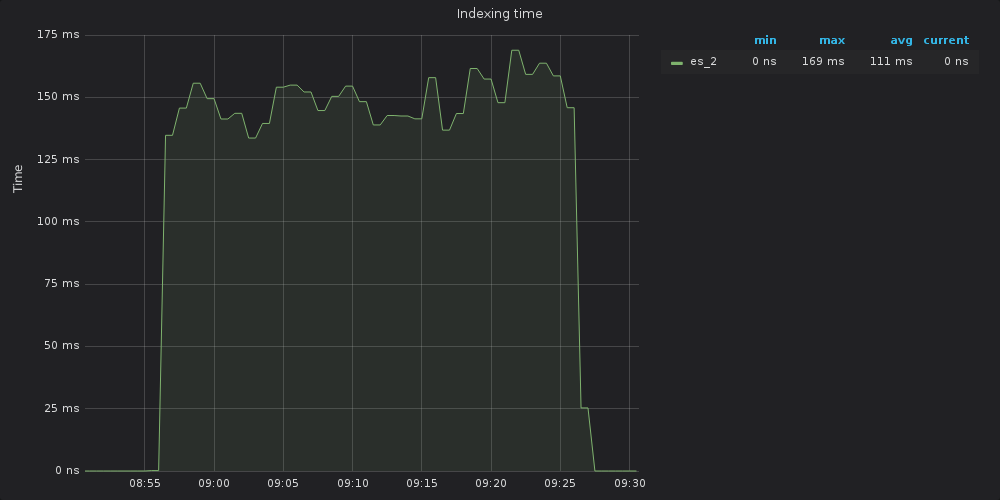 Indexing time
min max avg current
es_2 0 ns 169 ms 111 ms 0 ns
Time
175 ms
150 ms
125 ms
100 ms
75 ms
50 ms
25 ms
0 ns
08:55 09:00 09:05 09:10 09:15 09:20 09:25 09:30